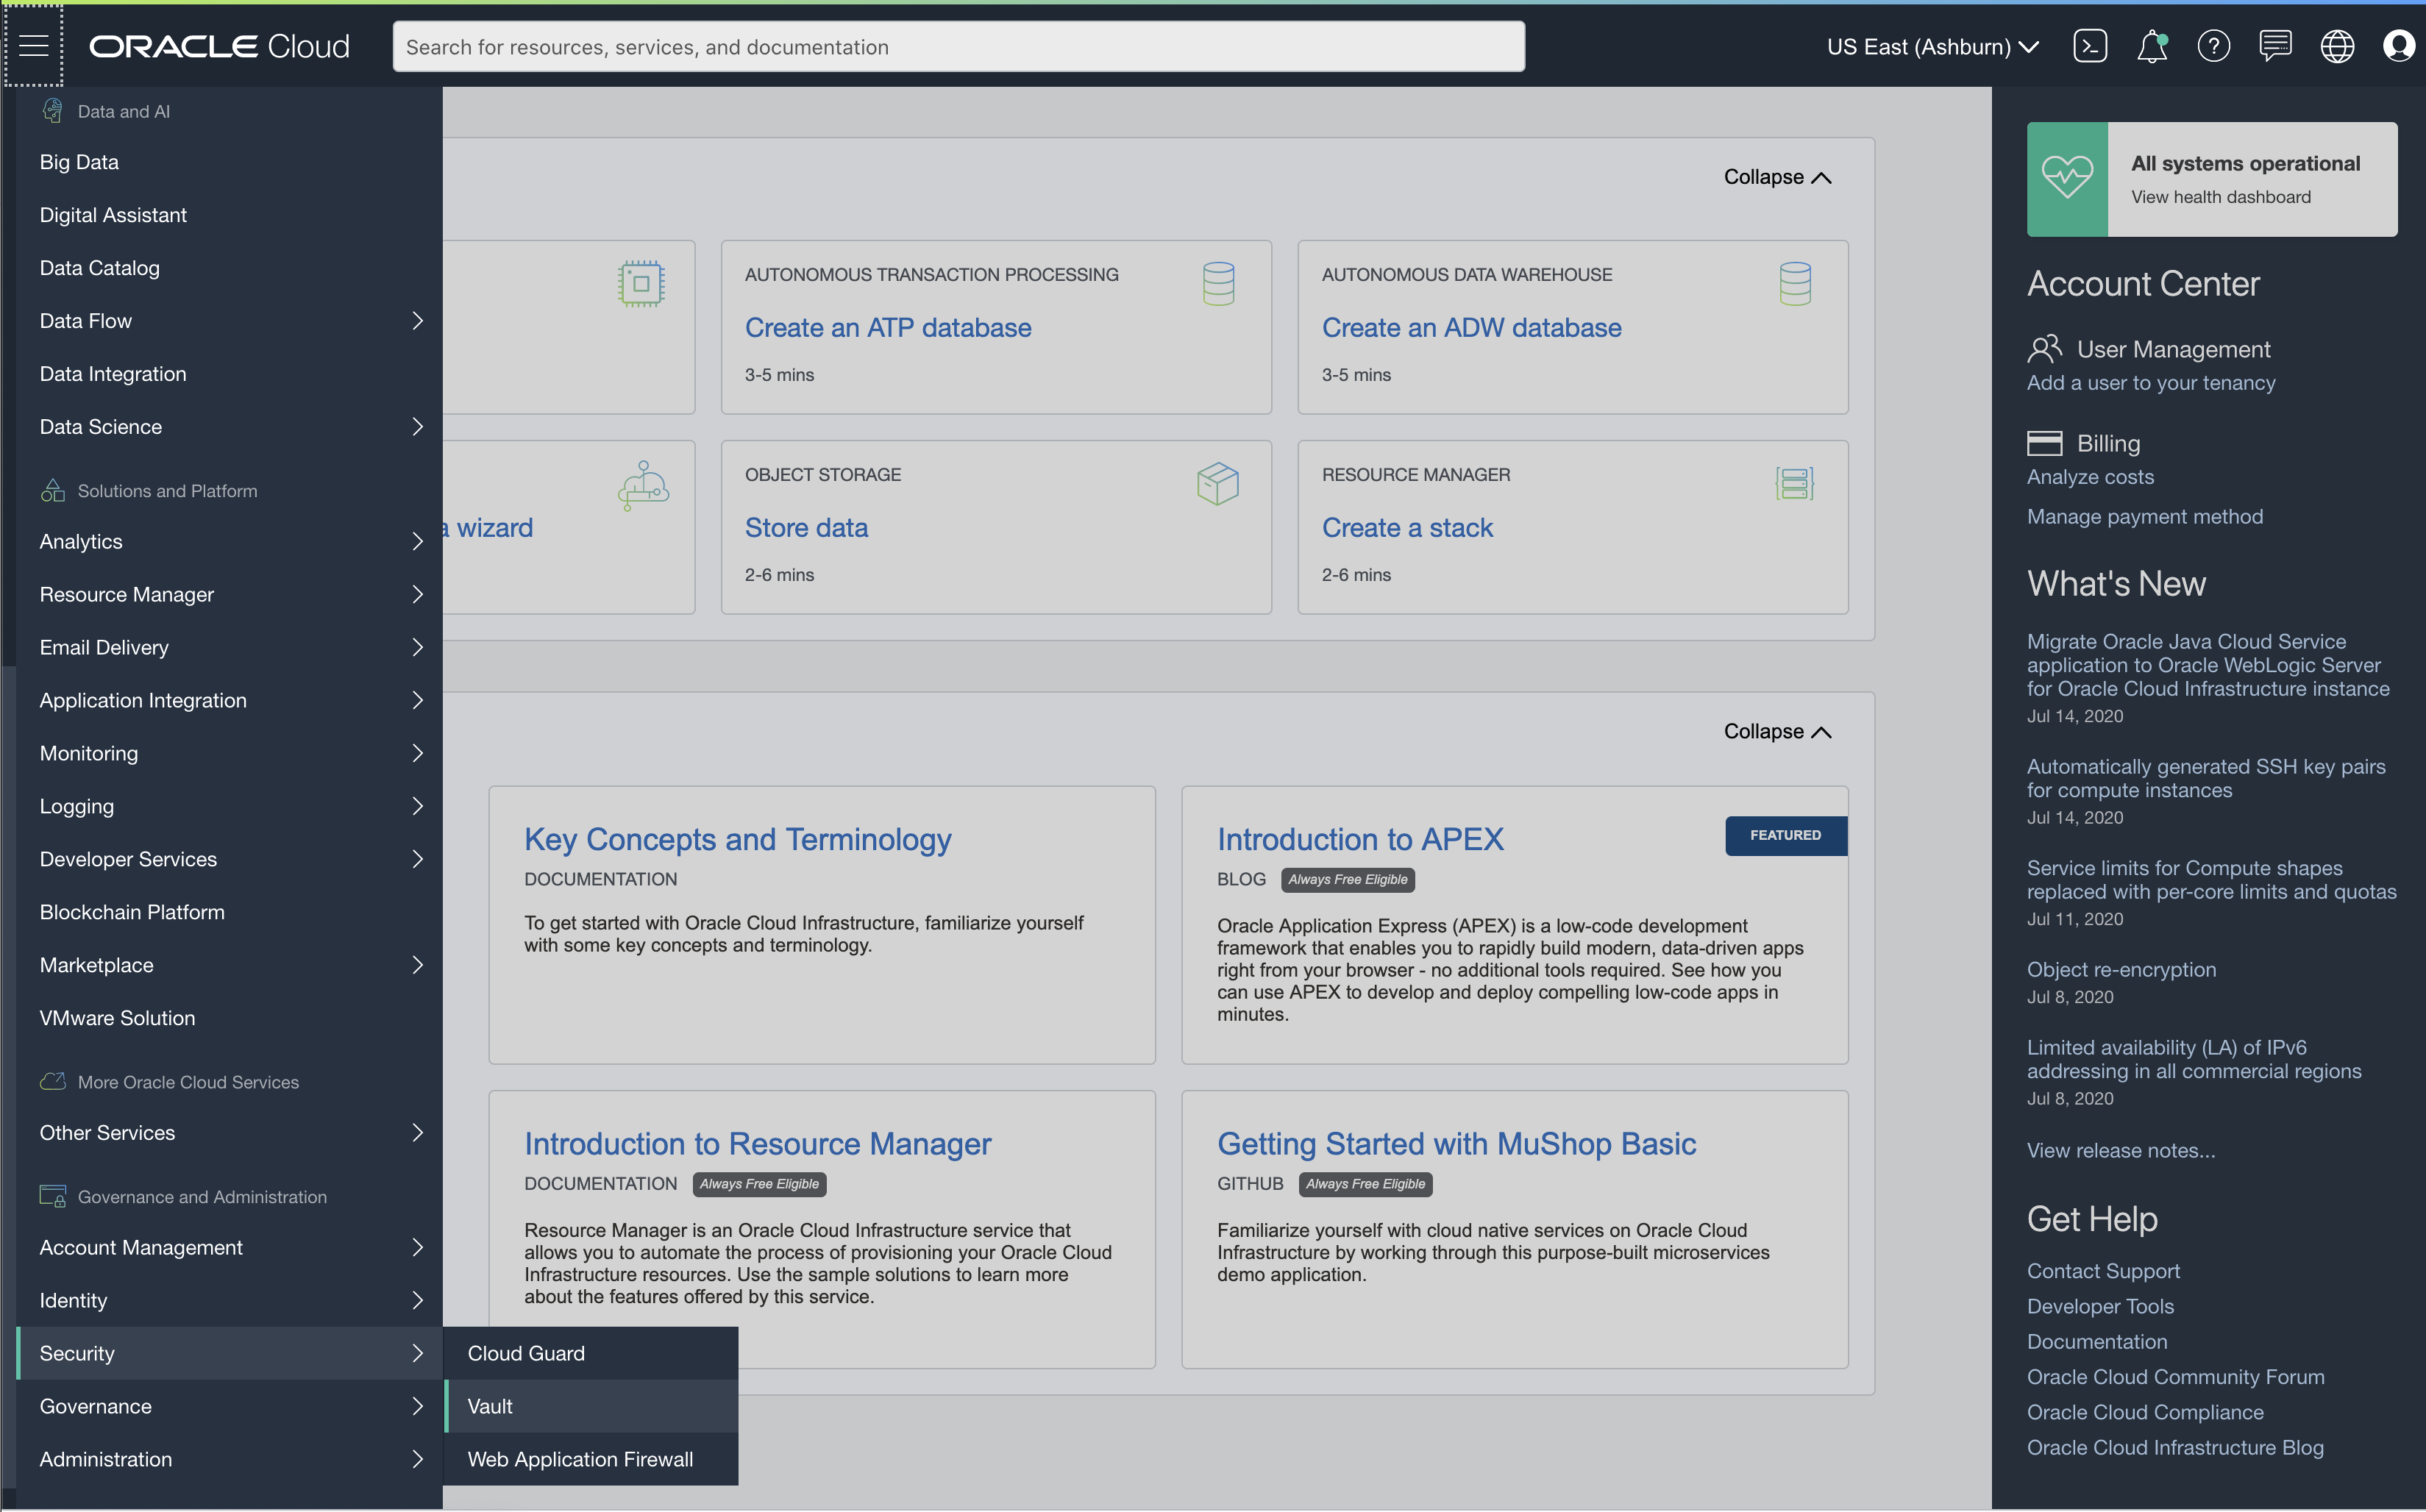 ORACLE Cloud
Search for resources, services, and documentation
US East (Ashburn)
Data and AI
Big Data
Digital Assistant
Data Catalog
Data Flow
Data Integration
Data Science
Solutions and Platform
Analytics
Resource Manager
Email Delivery
Application Integration
Monitoring
Logging
Developer Services
Blockchain Platform
Marketplace
VMware Solution
More Oracle Cloud Services
Other Services
Governance and Administration
Account Management
Identity
Security
Governance
Administration
Cloud Guard
Vault
Web Application Firewall
Collapse
AUTONOMOUS TRANSACTION PROCESSING
Create an ATP database
3-5 mins
AUTONOMOUS DATA WAREHOUSE
Create an ADW database
3-5 mins
a wizard
OBJECT STORAGE
Store data
2-6 mins
RESOURCE MANAGER
Create a stack
2-6 mins
Collapse
Key Concepts and Terminology
DOCUMENTATION
To get started with Oracle Cloud Infrastructure, familiarize yourself
with some key concepts and terminology.
Introduction to APEX
FEATURED
BLOG Always Free Eligible
Oracle Application Express (APEX) is a low-code development
framework that enables you to rapidly build modern, data-driven apps
right from your browser - no additional tools required. See how you
can use APEX to develop and deploy compelling low-code apps in
minutes.
Introduction to Resource Manager
DOCUMENTATION Always Free Eligible
Resource Manager is an Oracle Cloud Infrastructure service that
allows you to automate the process of provisioning your Oracle Cloud
Infrastructure resources. Use the sample solutions to learn more
about the features offered by this service.
Getting Started with MuShop Basic
GITHUB Always Free Eligible
Familiarize yourself with cloud native services on Oracle Cloud
Infrastructure by working through this purpose-built microservices
demo application.
All systems operational
View health dashboard
Account Center
User Management
Add a user to your tenancy
Billing
Analyze costs
Manage payment method
What's New
Migrate Oracle Java Cloud Service
application to Oracle WebLogic Server
for Oracle Cloud Infrastructure instance
Jul 14, 2020
Automatically generated SSH key pairs
for compute instances
Jul 14, 2020
Service limits for Compute shapes
replaced with per-core limits and quotas
Jul 11, 2020
Object re-encryption
Jul 8, 2020
Limited availability (LA) of IPv6
addressing in all commercial regions
Jul 8, 2020
View release notes...
Get Help
Contact Support
Developer Tools
Documentation
Oracle Cloud Community Forum
Oracle Cloud Compliance
Oracle Cloud Infrastructure Blog